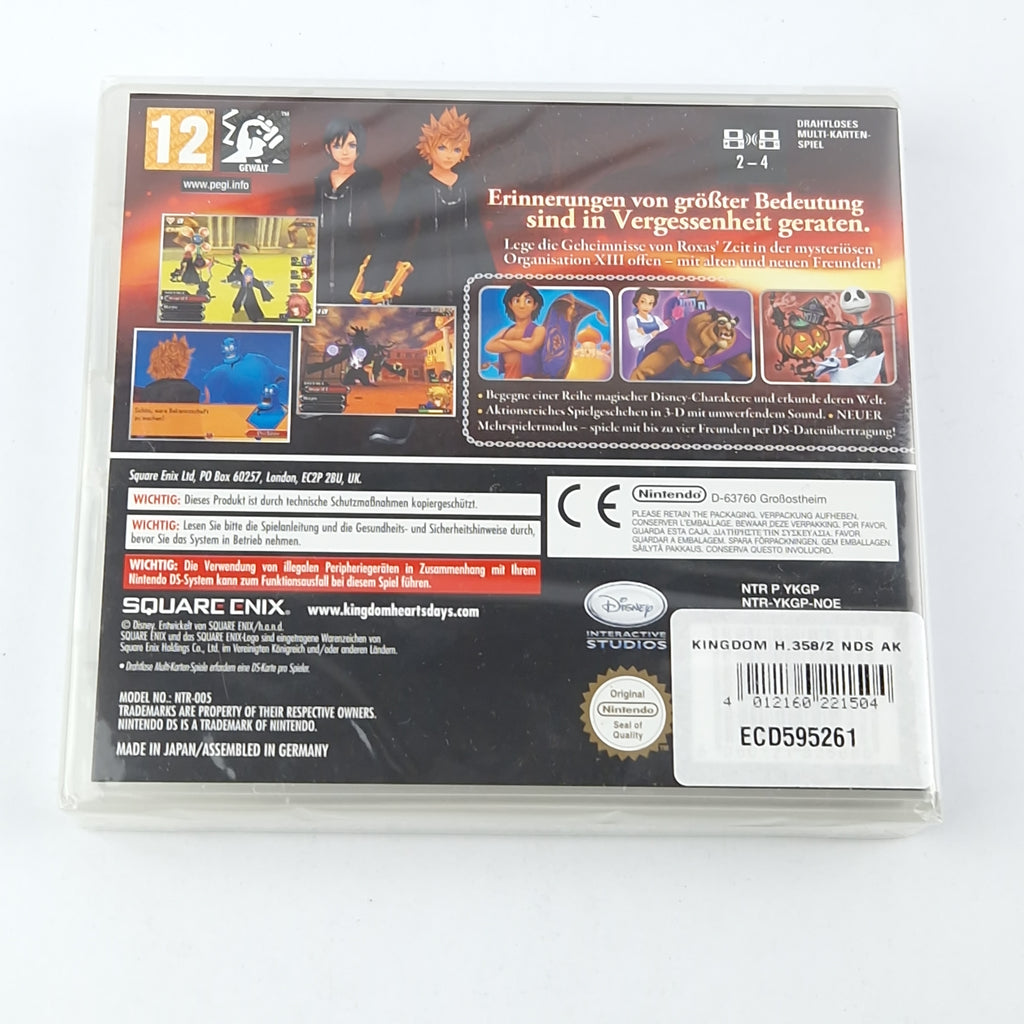 12
™
™
GEWALT
www.pegi.info
DRAHTLOSES
MULTI-KARTEN-
SPIEL
2 – 4
Erinnerungen von größter Bedeutung
sind in Vergessenheit geraten.
Lege die Geheimnisse von Roxas' Zeit in der mysteriösen
Organisation XIII offen – mit alten und neuen Freunden!
• Begegne einer Reihe magischer Disney-Charaktere und erkunde deren Welt.
• Aktionsreiches Spielgeschehen in 3-D mit umwerfendem Sound. • NEUER
Mehrspielermodus – spiele mit bis zu vier Freunden per DS-Datenübertragung!
Schön, eure Bekanntschaft
zu machen!
Square Enix Ltd, PO Box 60257, London, EC2P 2BU, UK.
WICHTIG: Dieses Produkt ist durch technische Schutzmaßnahmen kopiergeschützt.
WICHTIG: Lesen Sie bitte die Spielanleitung und die Gesundheits- und Sicherheitshinweise durch,
bevor Sie das System in Betrieb nehmen.
WICHTIG: Die Verwendung von illegalen Peripheriegeräten in Zusammenhang mit Ihrem
Nintendo DS-System kann zum Funktionsausfall bei diesem Spiel führen.
CE
Nintendo D-63760 Großostheim
PLEASE RETAIN THE PACKAGING. VERPACKUNG AUFHEBEN.
CONSERVER L'EMBALLAGE. BEWAAR DEZE VERPAKKING. POR FAVOR,
GUARDA ESTA CAJA. ΔΙΑΤΗΡΗΣΤΕ ΤΗΝ ΣΥΣΚΕΥΑΣΙΑ. FAVOR
GUARDAR A EMBALAGEM. SPARA FÖRPACKNINGEN. GEM EMBALLAGEN.
SÄILYTÄ PAKKAUS. CONSERVA QUESTO INVOLUCRO.
SQUARE ENIX. www.kingdomheartsdays.com
© Disney. Entwickelt von SQUARE ENIX/h.a.n.d.
SQUARE ENIX und das SQUARE ENIX-Logo sind eingetragene Warenzeichen von
Square Enix Holdings Co., Ltd. im Vereinigten Königreich und/oder anderen Ländern.
• Drahtlose Multi-Karten-Spiele erfordern eine DS-Karte pro Spieler.
MODEL NO.: NTR-005
TRADEMARKS ARE PROPERTY OF THEIR RESPECTIVE OWNERS.
NINTENDO DS IS A TRADEMARK OF NINTENDO.
MADE IN JAPAN/ASSEMBLED IN GERMANY
Disney
INTERACTIVE
STUDIOS
Original
Nintendo
Seal of
Quality
NTR P YKGP
NTR-YKGP-NOE
KINGDOM H.358/2 NDS AK
4 012160 221504
ECD595261